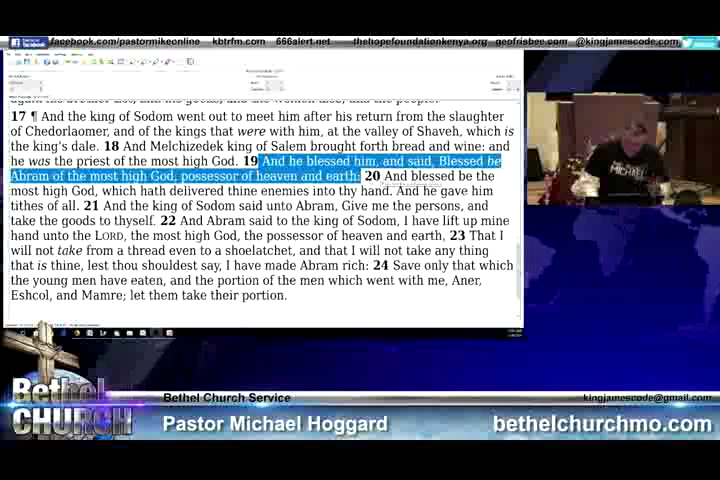 facebook.com/pastormikeonline kbtrfm.com 666alert.net thehopefoundationkenya.org geofrisbee.com @kingjamescode.com
17 ¶ And the king of Sodom went out to meet him after his return from the slaughter
of Chedorlaomer, and of the kings that were with him, at the valley of Shaveh, which is
the king's dale. 18 And Melchizedek king of Salem brought forth bread and wine: and
he was the priest of the most high God. 19 And he blessed him, and said, Blessed be
Abram of the most high God, possessor of heaven and earth: 20 And blessed be the
most high God, which hath delivered thine enemies into thy hand. And he gave him
tithes of all. 21 And the king of Sodom said unto Abram, Give me the persons, and
take the goods to thyself. 22 And Abram said to the king of Sodom, I have lift up mine
hand unto the LORD, the most high God, the possessor of heaven and earth, 23 That I
will not take from a thread even to a shoelatchet, and that I will not take any thing
that is thine, lest thou shouldest say, I have made Abram rich: 24 Save only that which
the young men have eaten, and the portion of the men which went with me, Aner,
Eshcol, and Mamre; let them take their portion.
MICHAEL
Bethel
CHURCH
Bethel Church Service kingjamescode@gmail.com
Pastor Michael Hoggard bethelchurchmo.com